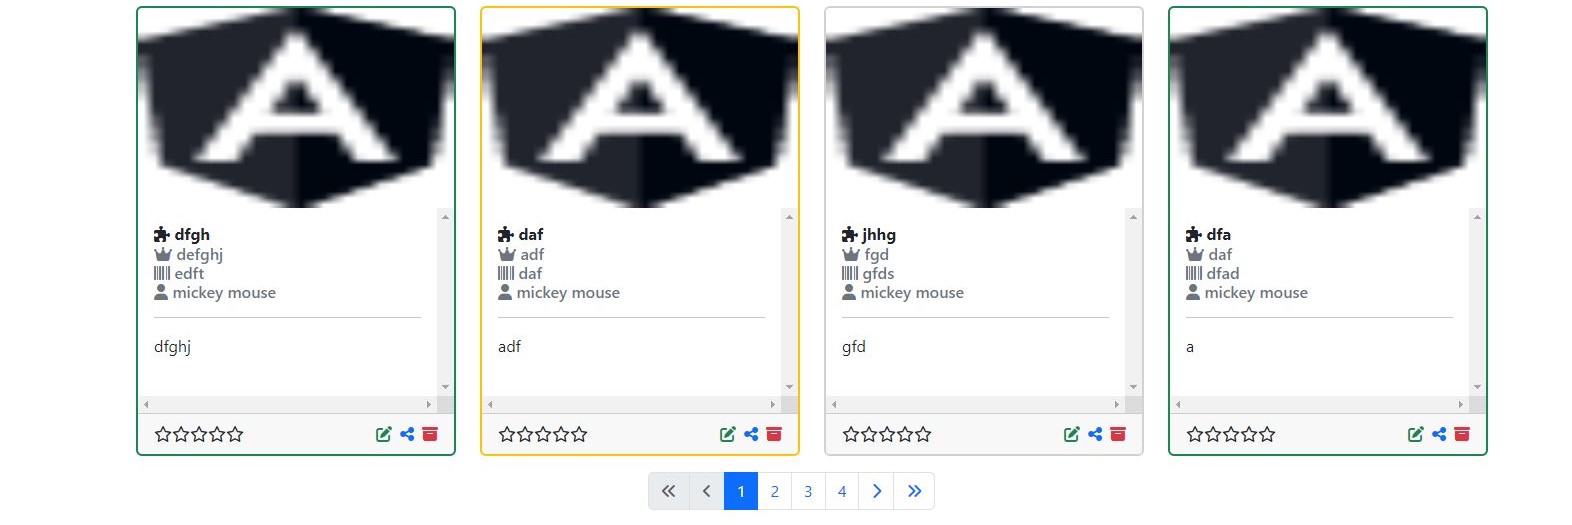 A
A
A
A
dfgh
defghj
edft
mickey mouse
dfghj
daf
adf
daf
mickey mouse
adf
jhhg
fgd
gfds
mickey mouse
gfd
dfa
daf
dfad
mickey mouse
a
« ‹ 1 2 3 4 › »